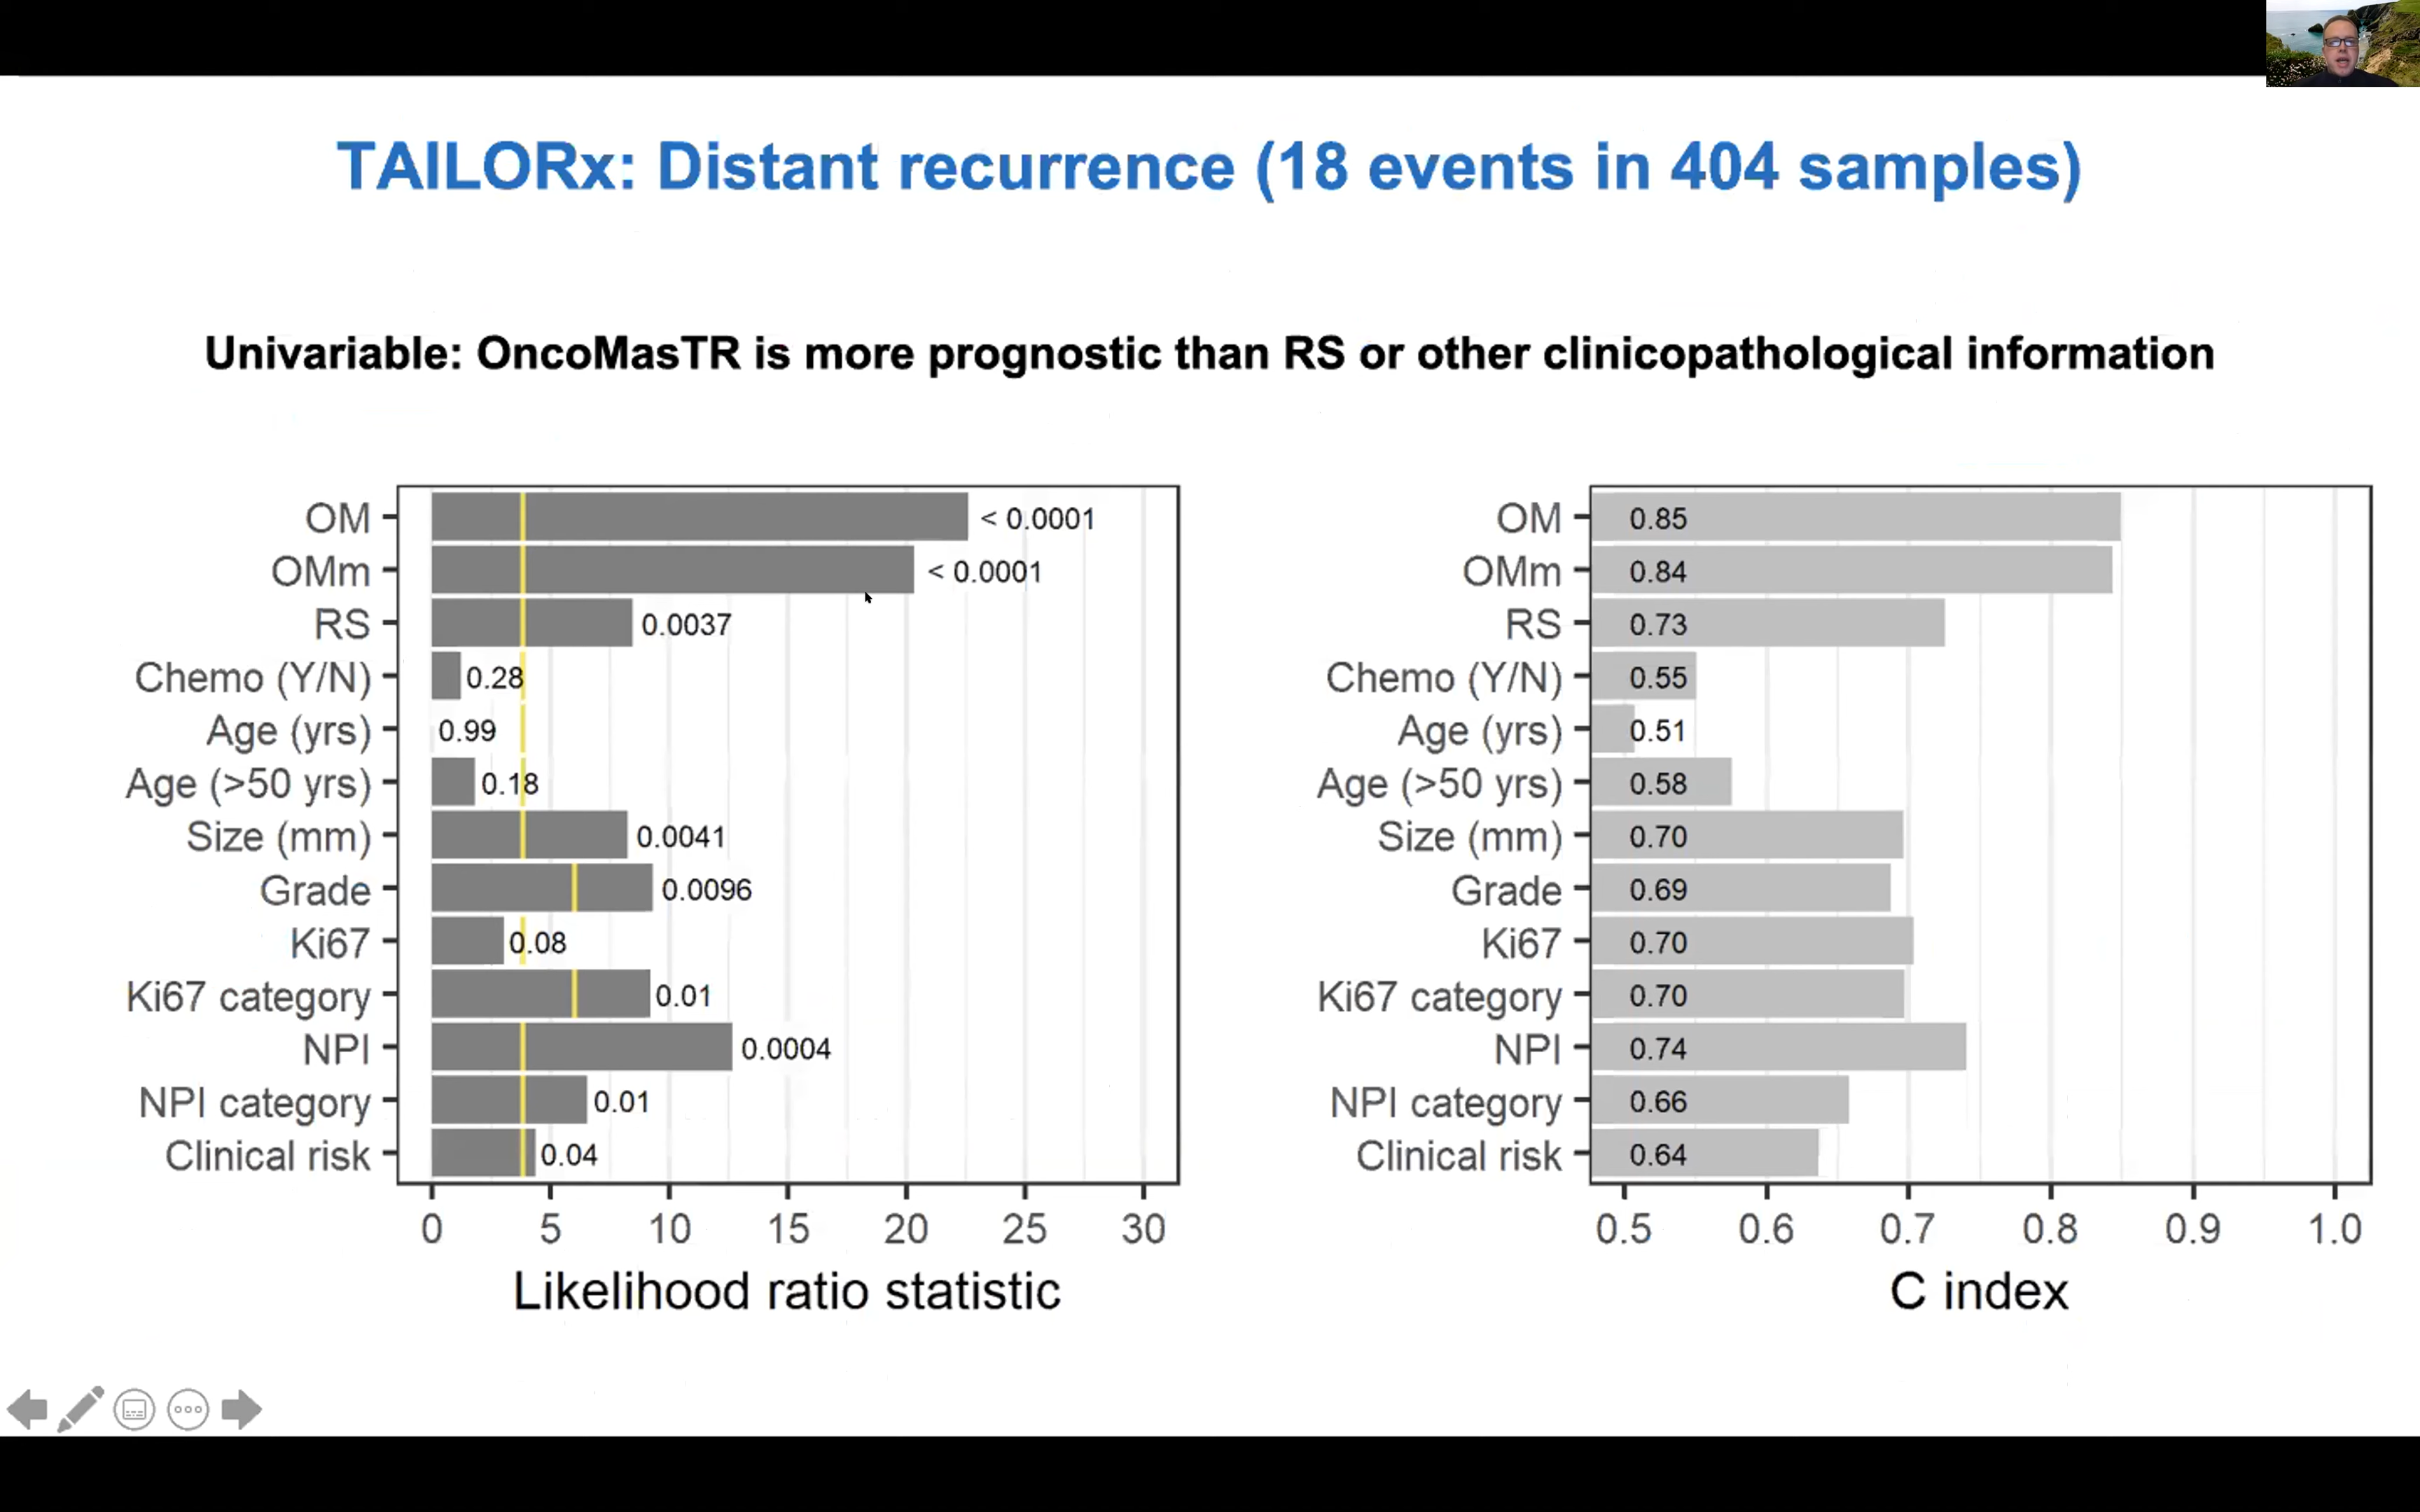 TAILORx: Distant recurrence (18 events in 404 samples)
Univariable: OncoMasTR is more prognostic than RS or other clinicopathological information
OM < 0.0001
OMm < 0.0001
RS 0.0037
Chemo (Y/N) 0.28
Age (yrs) 0.99
Age (>50 yrs) 0.18
Size (mm) 0.0041
Grade 0.0096
Ki67 0.08
Ki67 category 0.01
NPI 0.0004
NPI category 0.01
Clinical risk 0.04
0 5 10 15 20 25 30
Likelihood ratio statistic
OM 0.85
OMm 0.84
RS 0.73
Chemo (Y/N) 0.55
Age (yrs) 0.51
Age (>50 yrs) 0.58
Size (mm) 0.70
Grade 0.69
Ki67 0.70
Ki67 category 0.70
NPI 0.74
NPI category 0.66
Clinical risk 0.64
0.5 0.6 0.7 0.8 0.9 1.0
C index